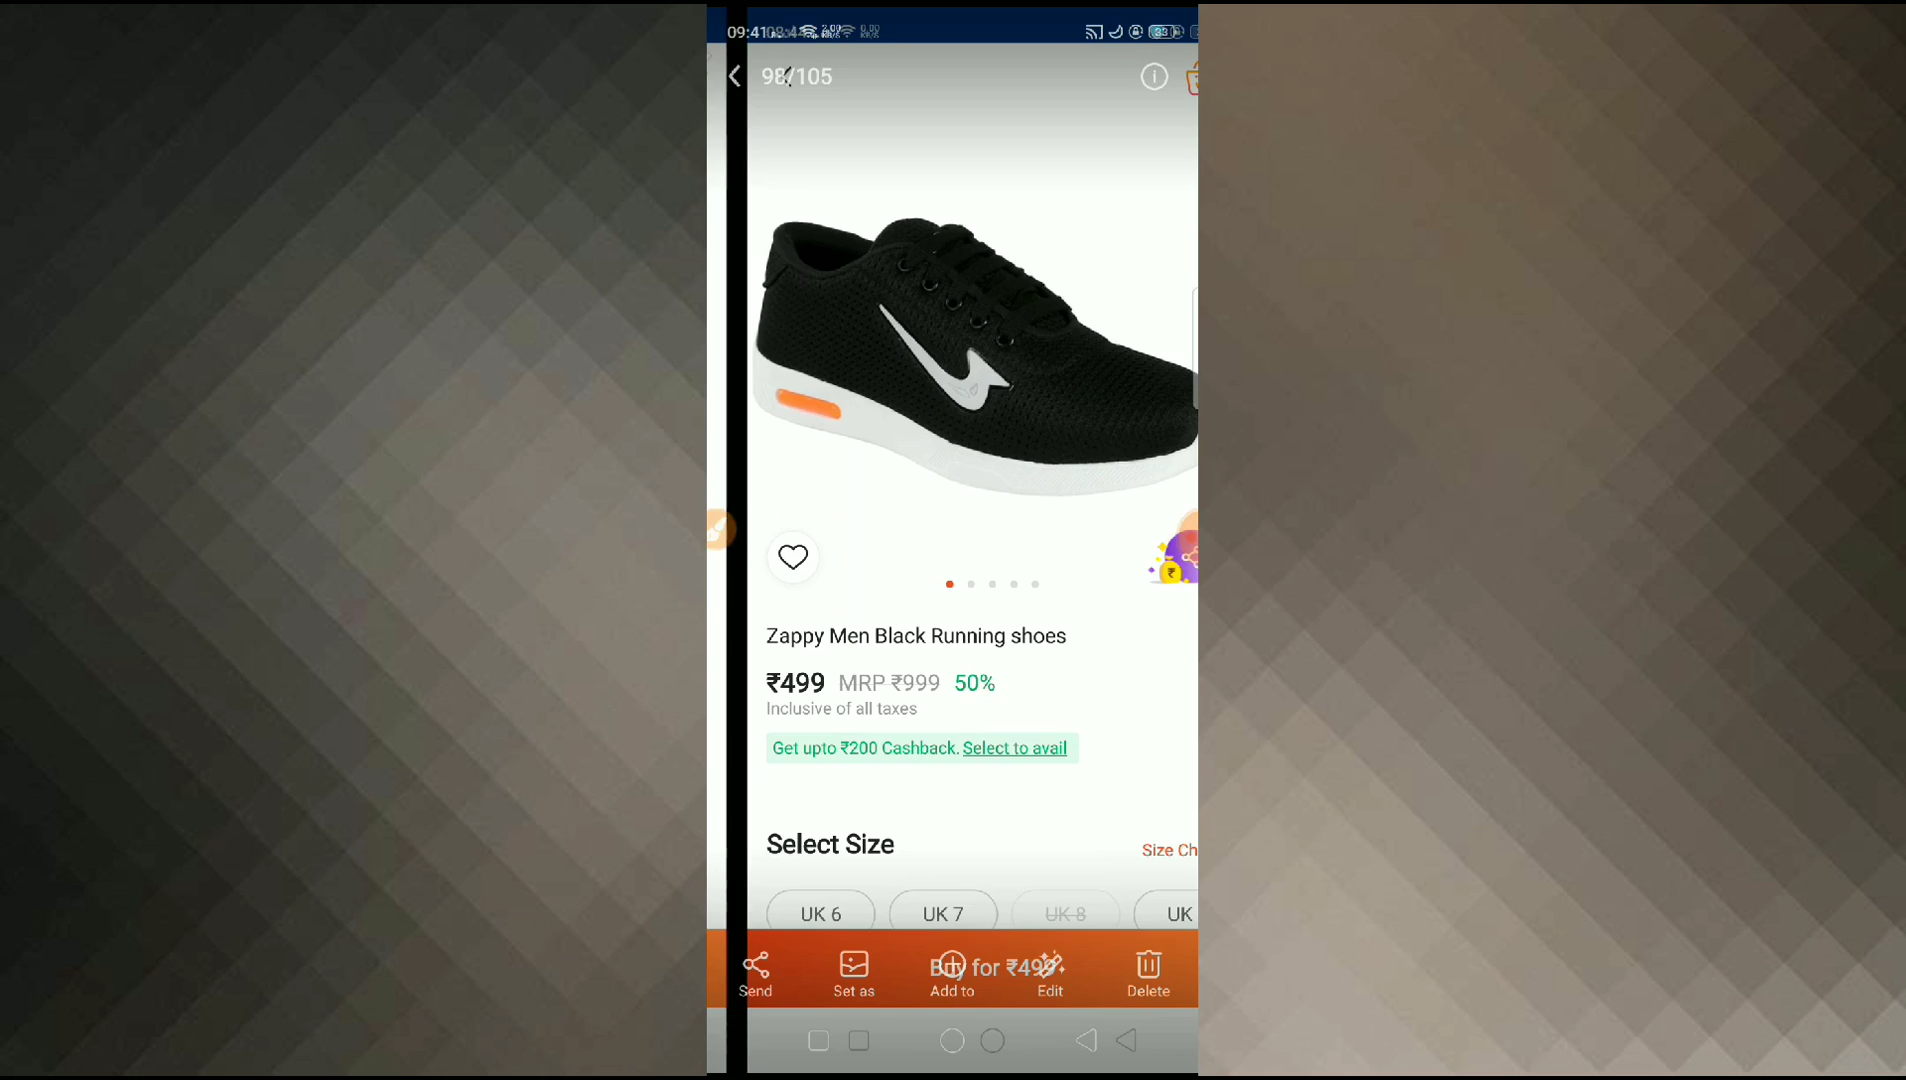 09:41
98/105
Zappy Men Black Running shoes
₹499 MRP ₹999 50%
Inclusive of all taxes
Get upto ₹200 Cashback. Select to avail
Select Size
Size Ch
UK 6 UK 7 UK 8 UK
Buy for ₹499
Send Set as Add to Edit Delete